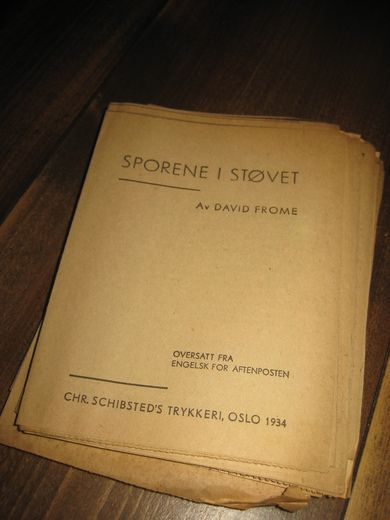 SPORENE I STØVET
Av DAVID FROME
OVERSATT FRA
ENGELSK FOR AFTENPOSTEN
CHR. SCHIBSTED'S TRYKKERI, OSLO 1934